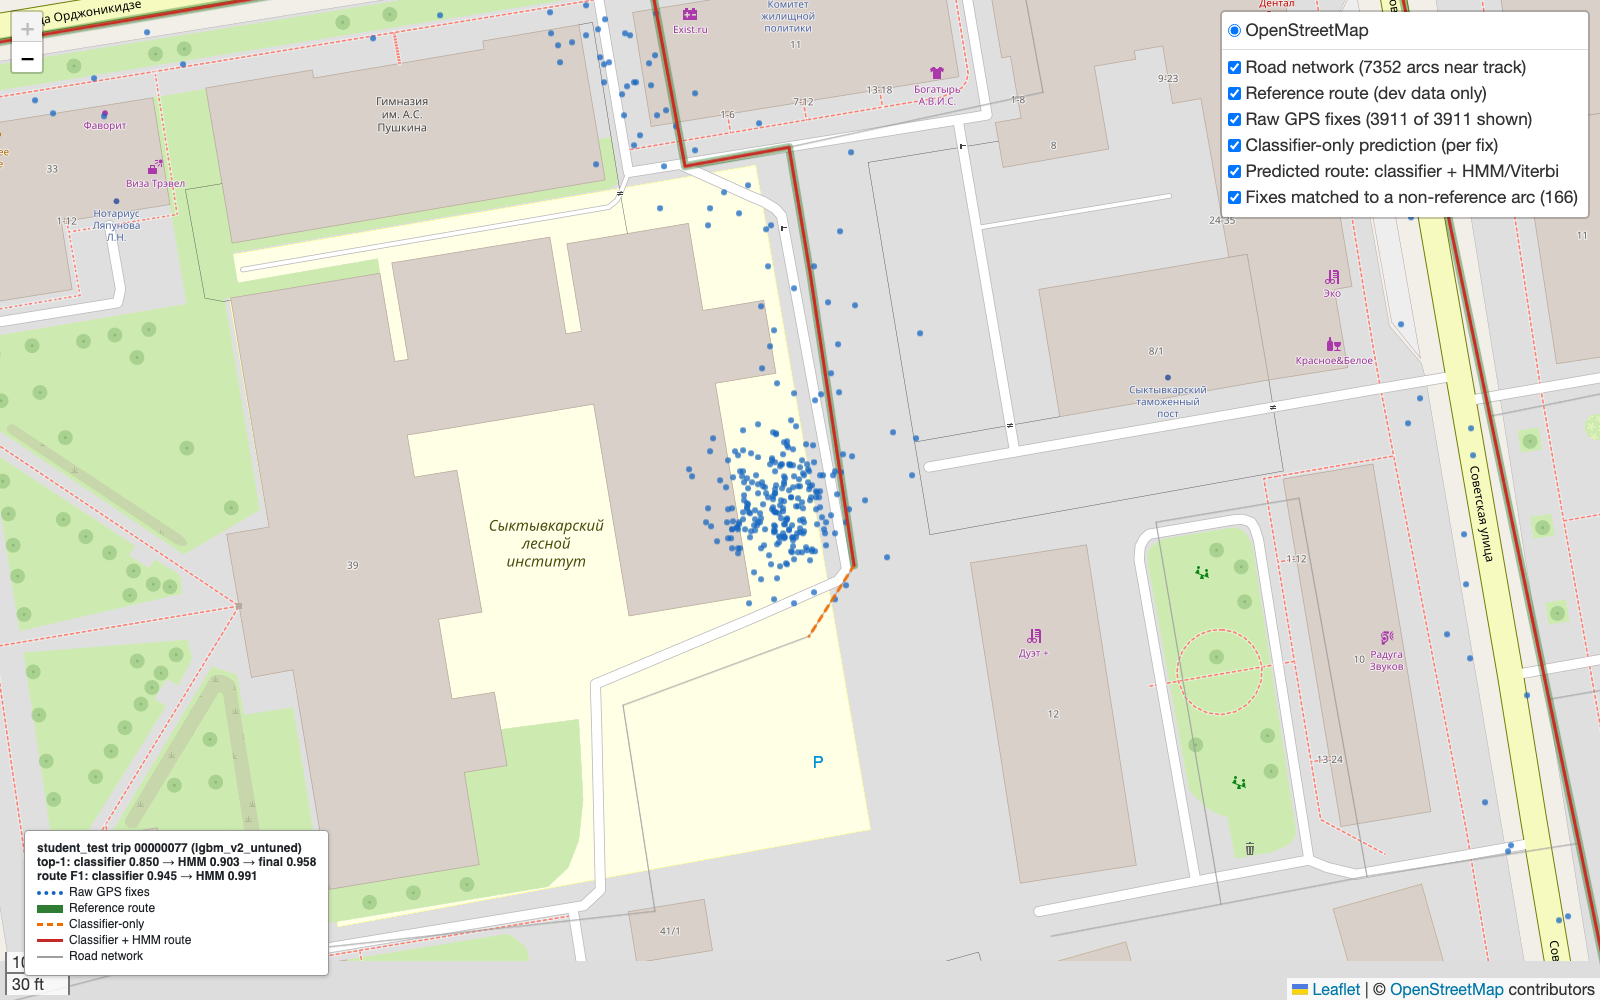 да Орджоникидзе
+
−
Фаворит
33
Виза Трэвел
1-12
Нотариус
Ляпунова
Л.Н.
Гимназия
им. А.С.
Пушкина
Exist.ru
Комитет
жилищной
политики
11
Богатырь
А.В.И.С.
13-18
7-12
1-6
1-8
8
9-23
Дентал
24-35
11
Эко
Красное&Белое
8/1
Сыктывкарский
таможенный
пост
OpenStreetMap
Road network (7352 arcs near track)
Reference route (dev data only)
Raw GPS fixes (3911 of 3911 shown)
Classifier-only prediction (per fix)
Predicted route: classifier + HMM/Viterbi
Fixes matched to a non-reference arc (166)
Сыктывкарский
лесной
институт
39
Советская улица
1-12
Дуэт +
12
Радуга
Звуков
10
13-24
P
41/1
Сов
student_test trip 00000077 (lgbm_v2_untuned)
top-1: classifier 0.850 → HMM 0.903 → final 0.958
route F1: classifier 0.945 → HMM 0.991
Raw GPS fixes
Reference route
Classifier-only
Classifier + HMM route
Road network
30 ft
Leaflet | © OpenStreetMap contributors